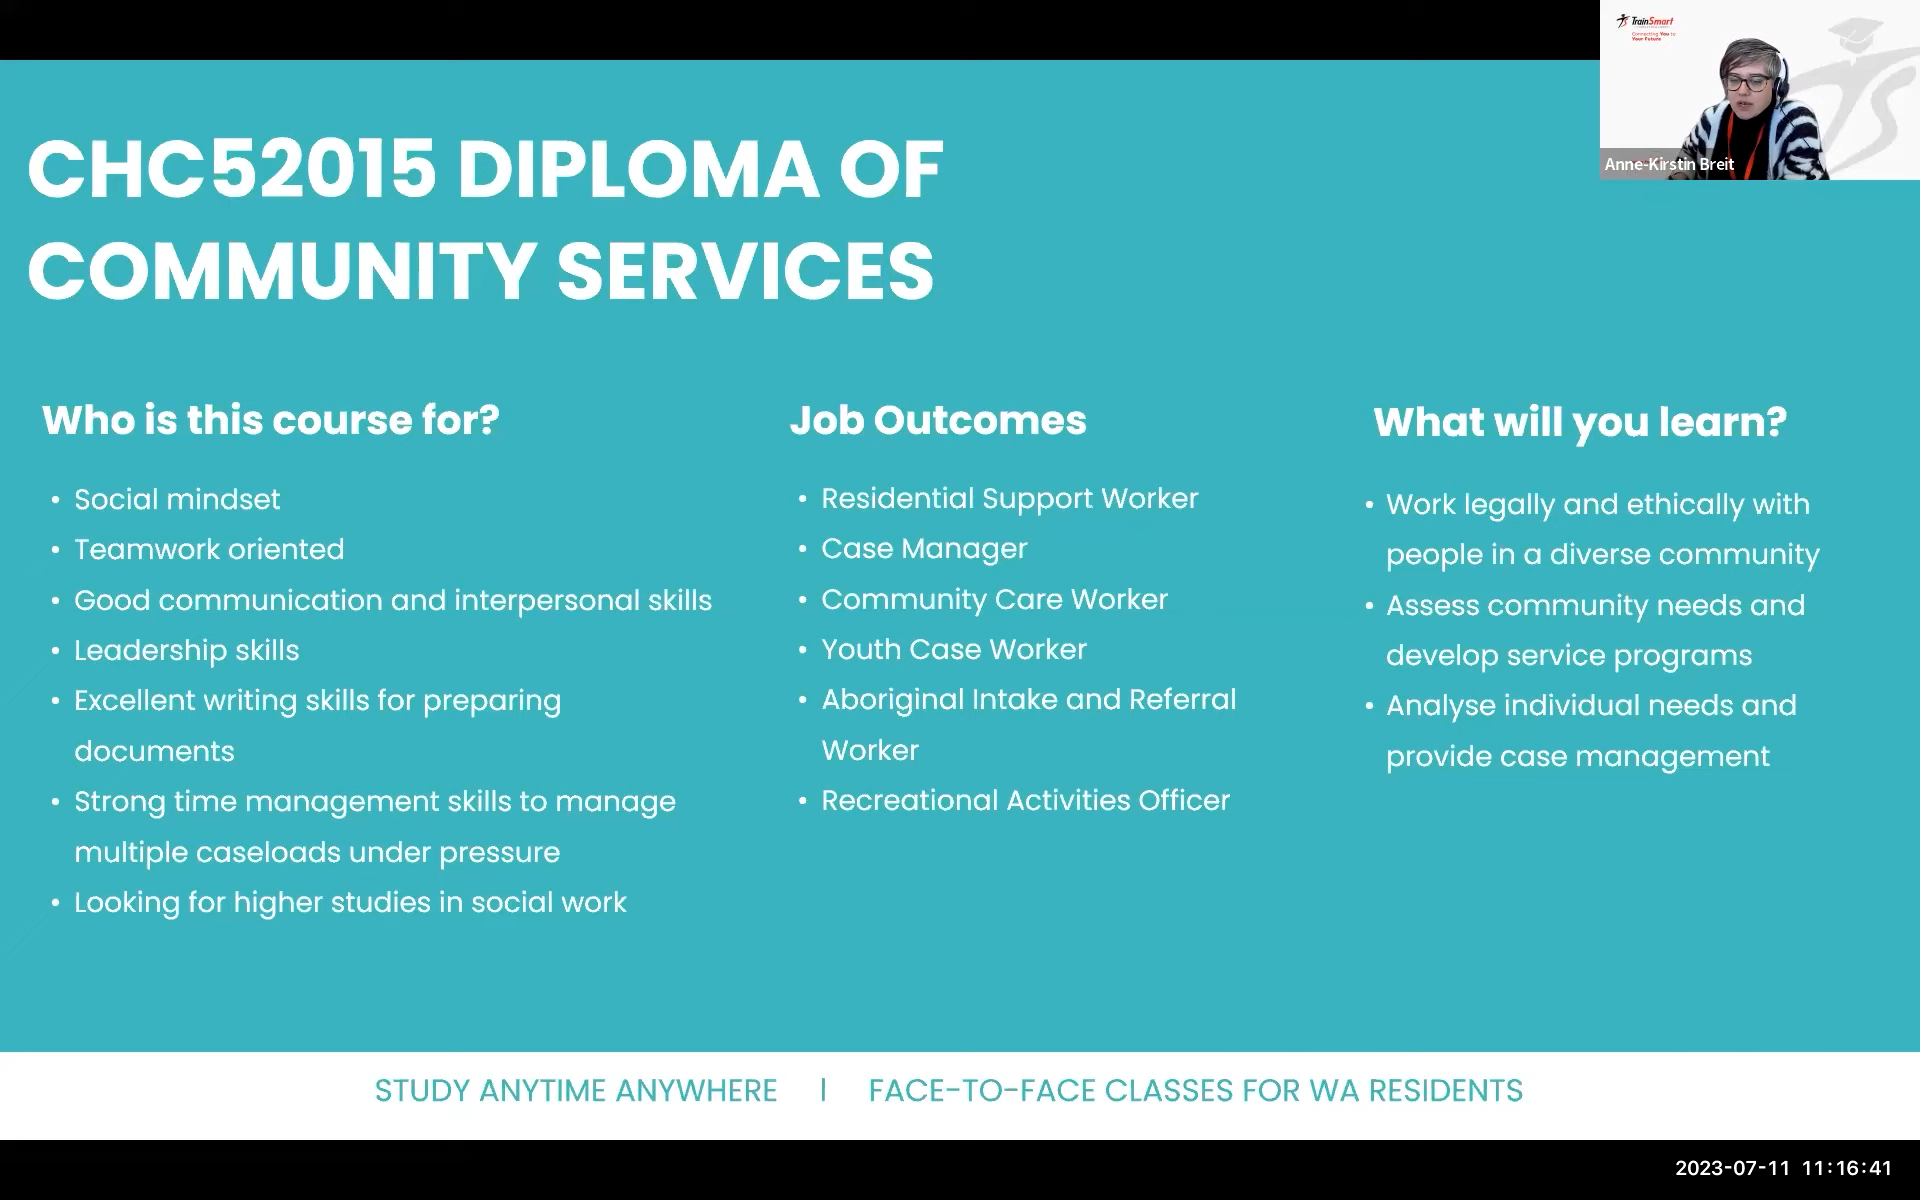 TrainSmart
Connecting You to
Your Future
Anne-Kirstin Breit
CHC52015 DIPLOMA OF
COMMUNITY SERVICES
Who is this course for?
• Social mindset
• Teamwork oriented
• Good communication and interpersonal skills
• Leadership skills
• Excellent writing skills for preparing
documents
• Strong time management skills to manage
multiple caseloads under pressure
• Looking for higher studies in social work
Job Outcomes
• Residential Support Worker
• Case Manager
• Community Care Worker
• Youth Case Worker
• Aboriginal Intake and Referral
Worker
• Recreational Activities Officer
What will you learn?
• Work legally and ethically with
people in a diverse community
• Assess community needs and
develop service programs
• Analyse individual needs and
provide case management
STUDY ANYTIME ANYWHERE | FACE-TO-FACE CLASSES FOR WA RESIDENTS
2023-07-11 11:16:41